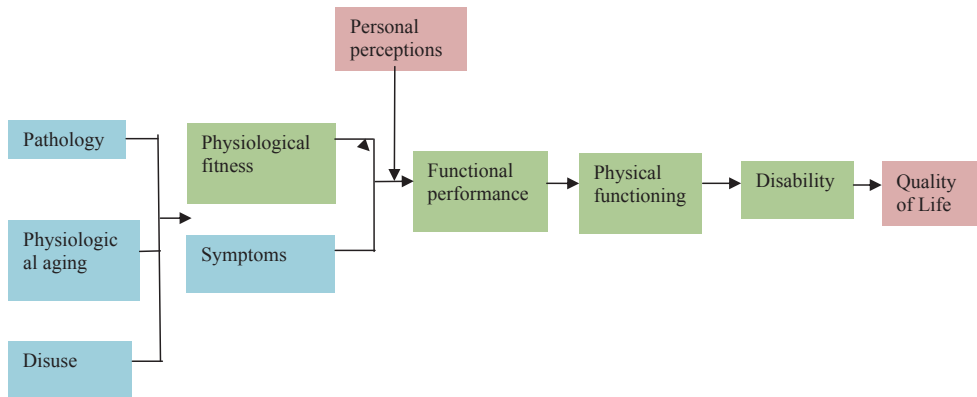 Personal
perceptions
Pathology
Physiologic
al aging
Disuse
Physiological
fitness
Symptoms
Functional
performance
Physical
functioning
Disability
Quality
of Life